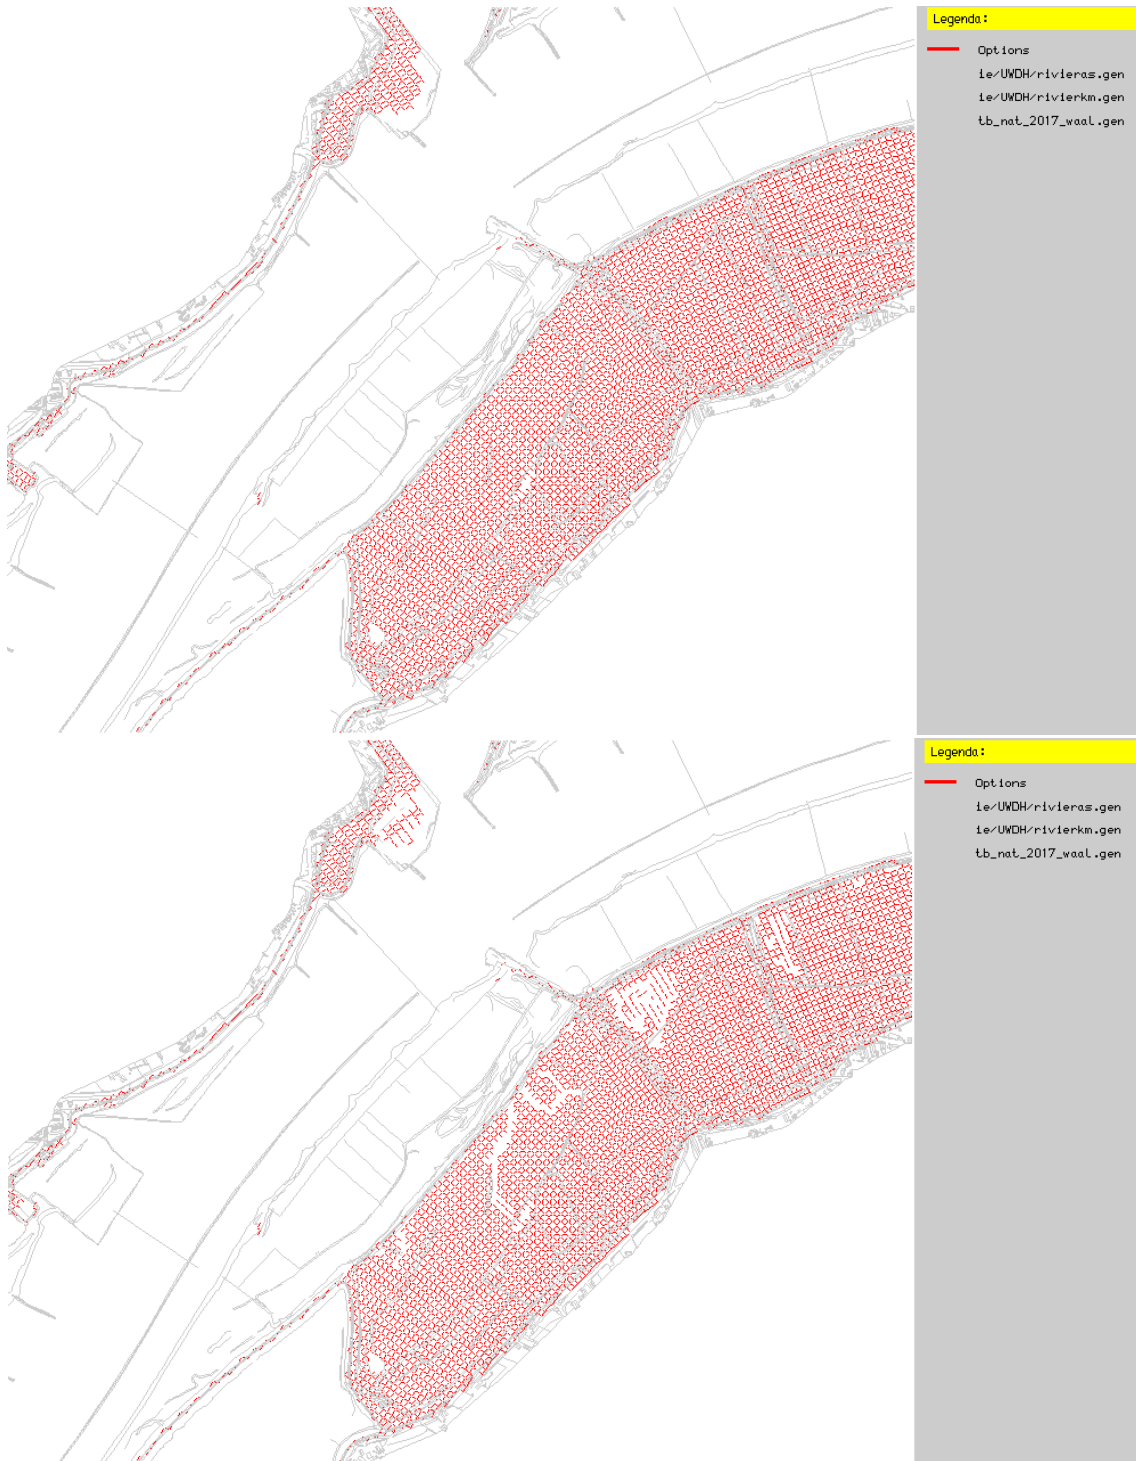 Legenda:
Options
ie/UWDH/rivieras.gen
ie/UWDH/rivierkm.gen
tb_nat_2017_waal.gen
Legenda:
Options
ie/UWDH/rivieras.gen
ie/UWDH/rivierkm.gen
tb_nat_2017_waal.gen